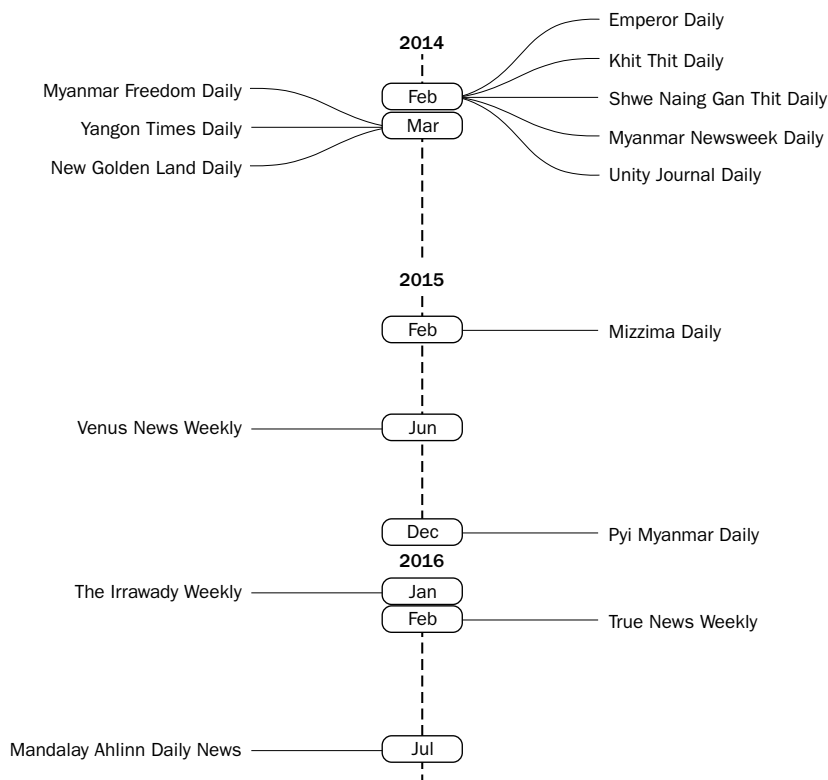 2014
Emperor Daily
Khit Thit Daily
Shwe Naing Gan Thit Daily
Myanmar Newsweek Daily
Unity Journal Daily
Feb
Mar
Myanmar Freedom Daily
Yangon Times Daily
New Golden Land Daily
2015
Feb
Mizzima Daily
Venus News Weekly
Jun
Dec
Pyi Myanmar Daily
2016
The Irrawady Weekly
Jan
Feb
True News Weekly
Mandalay Ahlinn Daily News
Jul